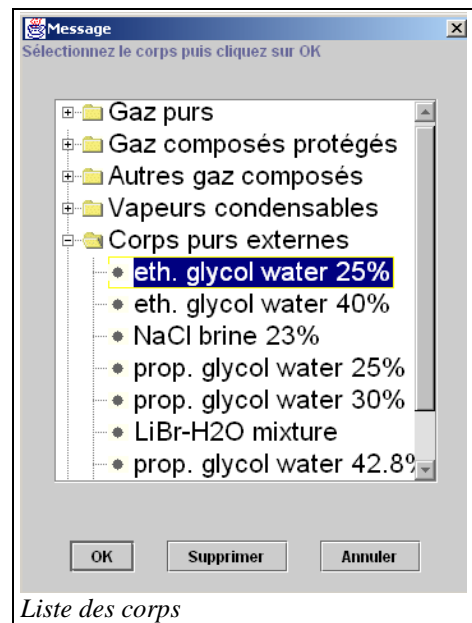 Message
Sélectionnez le corps puis cliquez sur OK
Gaz purs
Gaz composés protégés
Autres gaz composés
Vapeurs condensables
Corps purs externes
eth. glycol water 25%
eth. glycol water 40%
NaCl brine 23%
prop. glycol water 25%
prop. glycol water 30%
LiBr-H2O mixture
prop. glycol water 42.8%
OK Supprimer Annuler
Liste des corps